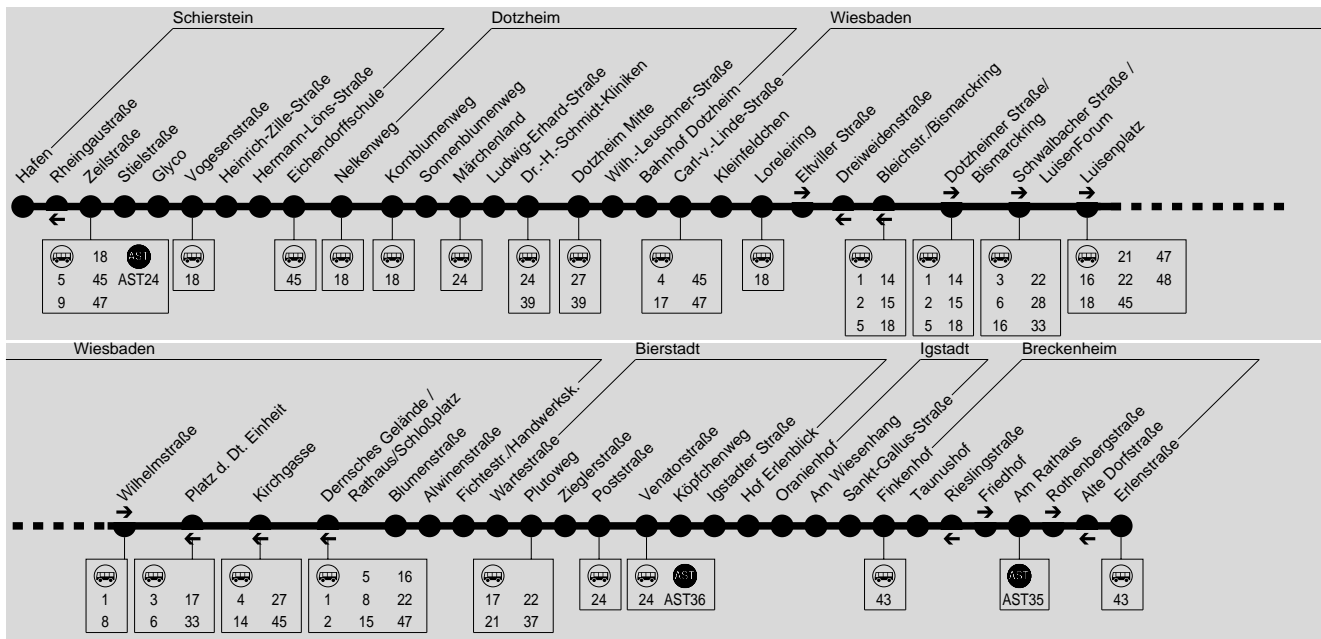 Schierstein
Dotzheim
Wiesbaden
Hafen
Rheingaustraße
Zeilstraße
Stielstraße
Glyco
Vogesenstraße
Heinrich-Zille-Straße
Hermann-Löns-Straße
Eichendorffschule
Nelkenweg
Kornblumenweg
Sonnenblumenweg
Märchenland
Ludwig-Erhard-Straße
Dr.-H.-Schmidt-Kliniken
Dotzheim Mitte
Wilh.-Leuschner-Straße
Bahnhof Dotzheim
Carl-v.-Linde-Straße
Kleinfeldchen
Loreleiring
Eltviller Straße
Dreiweidenstraße
Bleichstr./Bismarckring
Dotzheimer Straße/
Bismarckring
Schwalbacher Straße /
LuisenForum
Luisenplatz
18 AST
5 45 AST24
9 47
18
45
18
18
24
24
39
27
39
4 45
17 47
18
1 14
2 15
5 18
1 14
2 15
5 18
3 22
6 28
16 33
21 47
16 22 48
18 45
Wiesbaden
Bierstadt
Igstadt
Breckenheim
Wilhelmstraße
Platz d. Dt. Einheit
Kirchgasse
Dernsches Gelände /
Rathaus/Schloßplatz
Blumenstraße
Alwinenstraße
Fichtestr./Handwerksk.
Wartestraße
Plutoweg
Zieglerstraße
Poststraße
Venatorstraße
Köpfchenweg
Igstadter Straße
Hof Erlenblick
Oranienhof
Am Wiesenhang
Sankt-Gallus-Straße
Finkenhof
Taunushof
Rieslingstraße
Friedhof
Am Rathaus
Rothenbergstraße
Alte Dorfstraße
Erlenstraße
1
8
3 17
6 33
4 27
14 45
5 16
1 8 22
2 15 47
17 22
21 37
24
AST
24 AST36
43
AST
AST35
43